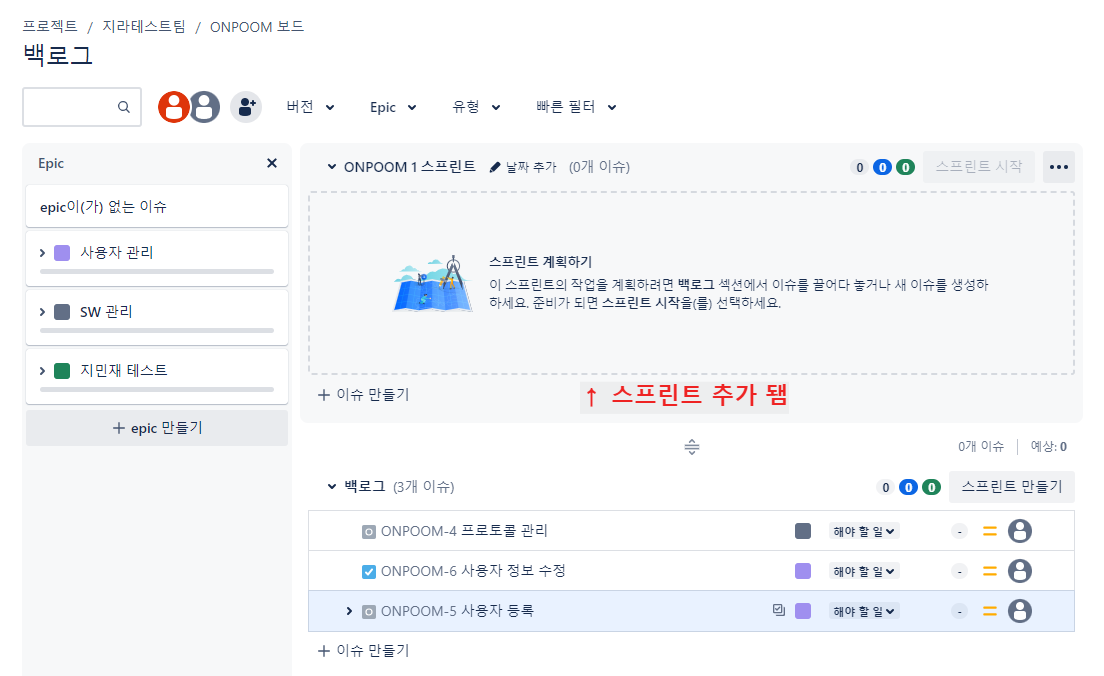 프로젝트 / 지라테스트팀 / ONPOOM 보드
백로그
버전 Epic 유형 빠른 필터
Epic
epic이(가) 없는 이슈
사용자 관리
SW 관리
지민재 테스트
+ epic 만들기
ONPOOM 1 스프린트 날짜 추가 (0개 이슈) 0 0 0 스프린트 시작
스프린트 계획하기
이 스프린트의 작업을 계획하려면 백로그 섹션에서 이슈를 끌어다 놓거나 새 이슈를 생성하
하세요. 준비가 되면 스프린트 시작을(를) 선택하세요.
+ 이슈 만들기
↑ 스프린트 추가 됌
0개 이슈 예상: 0
백로그 (3개 이슈) 0 0 0 스프린트 만들기
ONPOOM-4 프로토콜 관리 해야 할 일 -
ONPOOM-6 사용자 정보 수정 해야 할 일 -
ONPOOM-5 사용자 등록 해야 할 일 -
+ 이슈 만들기